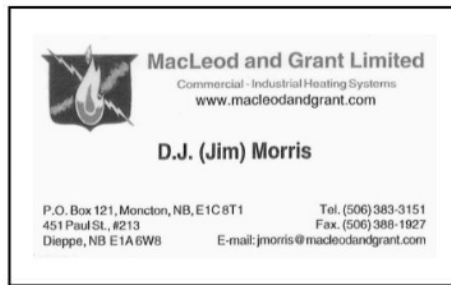 MacLeod and Grant Limited
Commercial - Industrial Heating Systems
www.macleodandgrant.com
D.J. (Jim) Morris
P.O. Box 121, Moncton, NB, E1C 8T1
451 Paul St., #213
Dieppe, NB E1A 6W8
Tel. (506) 383-3151
Fax. (506) 388-1927
E-mail: jmorris@macleodandgrant.com